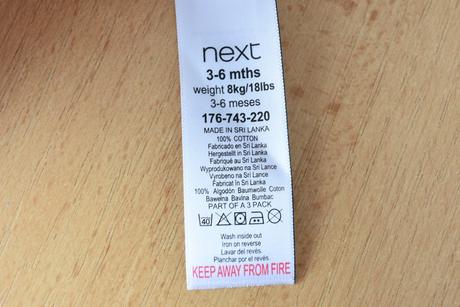 next
3-6 mths
weight 8kg/18lbs
3-6 meses
176-743-220
MADE IN SRI LANKA
100% COTTON
Fabricado en Sri Lanka
Hergestellt in Sri Lanka
Fabriqué au Sri Lanka
Wyprodukowano na Sri Lance
Vyrobeno na Sri Lance
Fabricat în Sri Lanka
100% Algodón Baumwolle Coton
Bawełna Bavlna Bumbac
PART OF A 3 PACK
40
Wash inside out
Iron on reverse
Lavar del revés
Planchar por el revés.
KEEP AWAY FROM FIRE